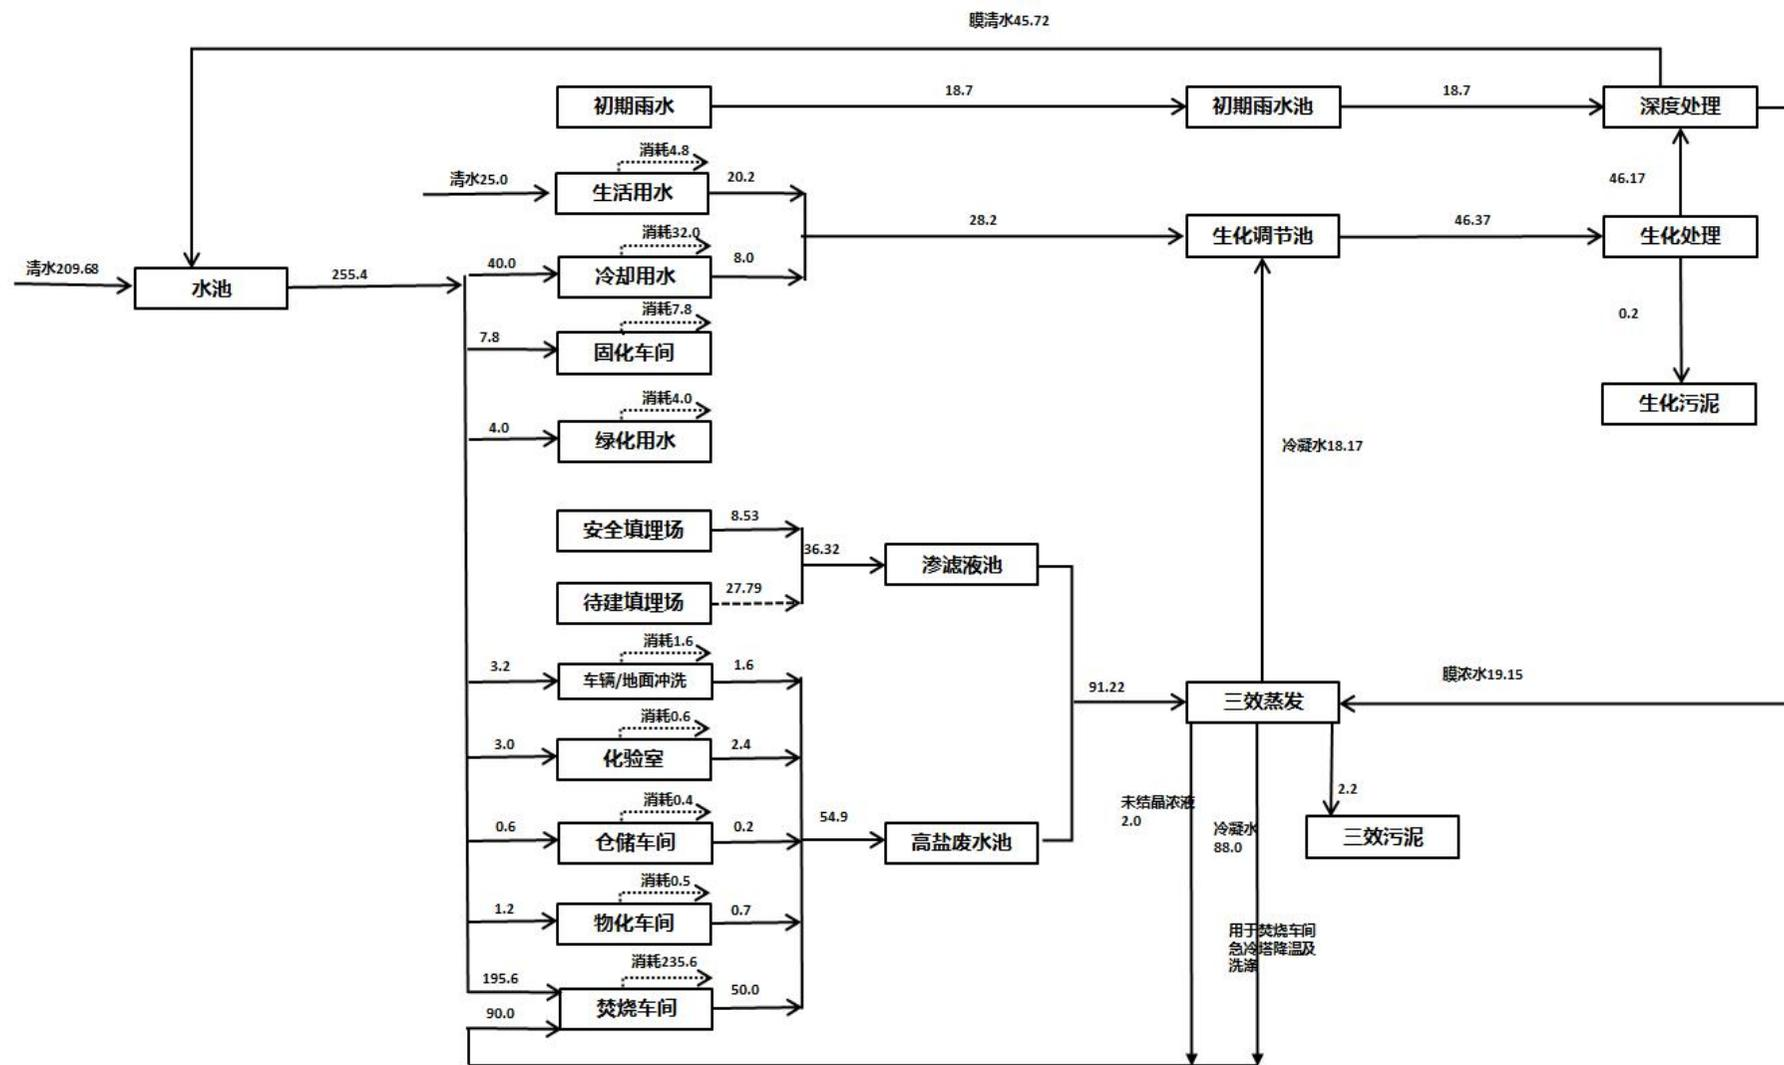 膜清水45.72
初期雨水
18.7
初期雨水池
18.7
深度处理
消耗4.8
清水25.0
生活用水
20.2
46.17
消耗32.0
28.2
生化调节池
46.37
生化处理
清水209.68
水池
255.4
40.0
冷却用水
8.0
消耗7.8
7.8
固化车间
0.2
消耗4.0
4.0
绿化用水
生化污泥
冷凝水18.17
安全填埋场
8.53
36.32
渗滤液池
待建填埋场
27.79
消耗1.6
3.2
车辆/地面冲洗
1.6
91.22
三效蒸发
膜浓水19.15
消耗0.6
3.0
化验室
2.4
消耗0.4
0.6
仓储车间
0.2
54.9
高盐废水池
未结晶浓液
2.0
冷凝水
88.0
2.2
三效污泥
消耗0.5
1.2
物化车间
0.7
用于焚烧车间
急冷塔降温及
洗涤
消耗235.6
195.6
焚烧车间
50.0
90.0